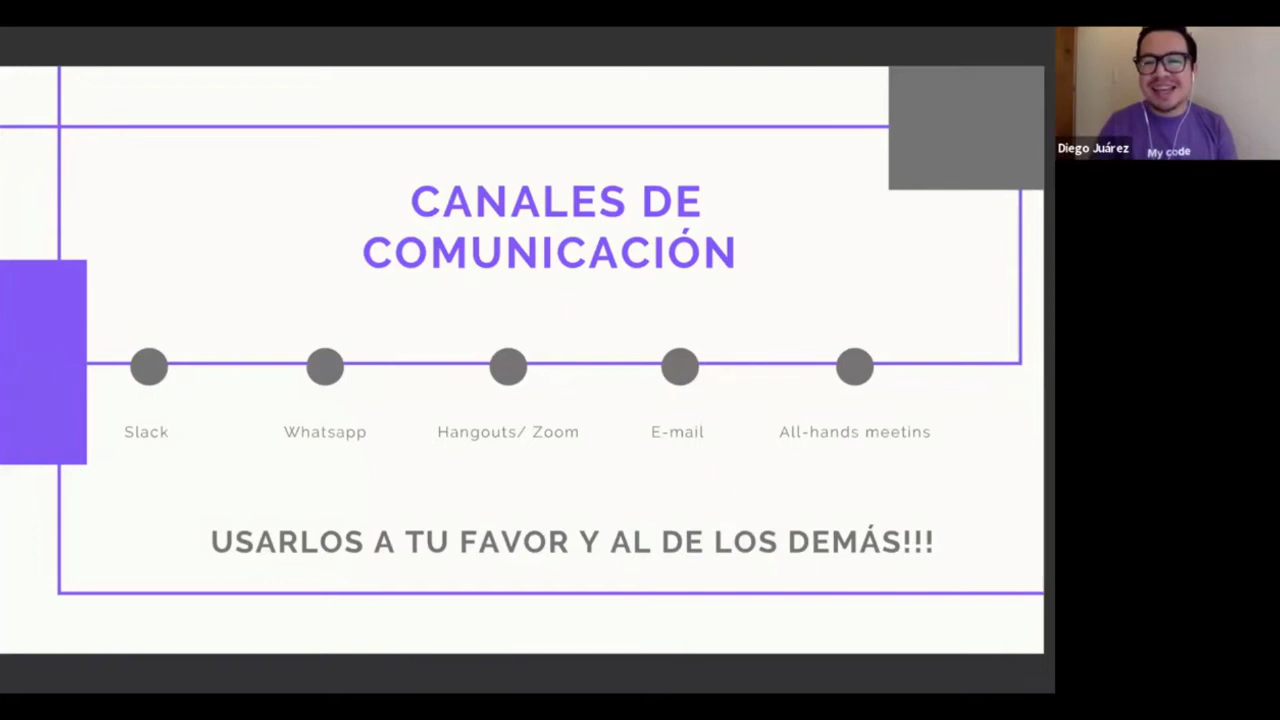 CANALES DE
COMUNICACIÓN
Slack
Whatsapp
Hangouts/ Zoom
E-mail
All-hands meetins
USARLOS A TU FAVOR Y AL DE LOS DEMÁS!!!
Diego Juárez
My code